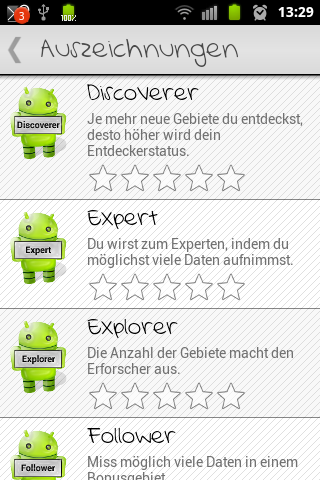 3
100%
13:29
Auszeichnungen
Discoverer
Discoverer
Je mehr neue Gebiete du entdeckst,
desto höher wird dein
Entdeckerstatus.
Expert
Expert
Du wirst zum Experten, indem du
möglichst viele Daten aufnimmst.
Explorer
Explorer
Die Anzahl der Gebiete macht den
Erforscher aus.
Follower
Follower
Miss möglich viele Daten in einem
Bonusgebiet